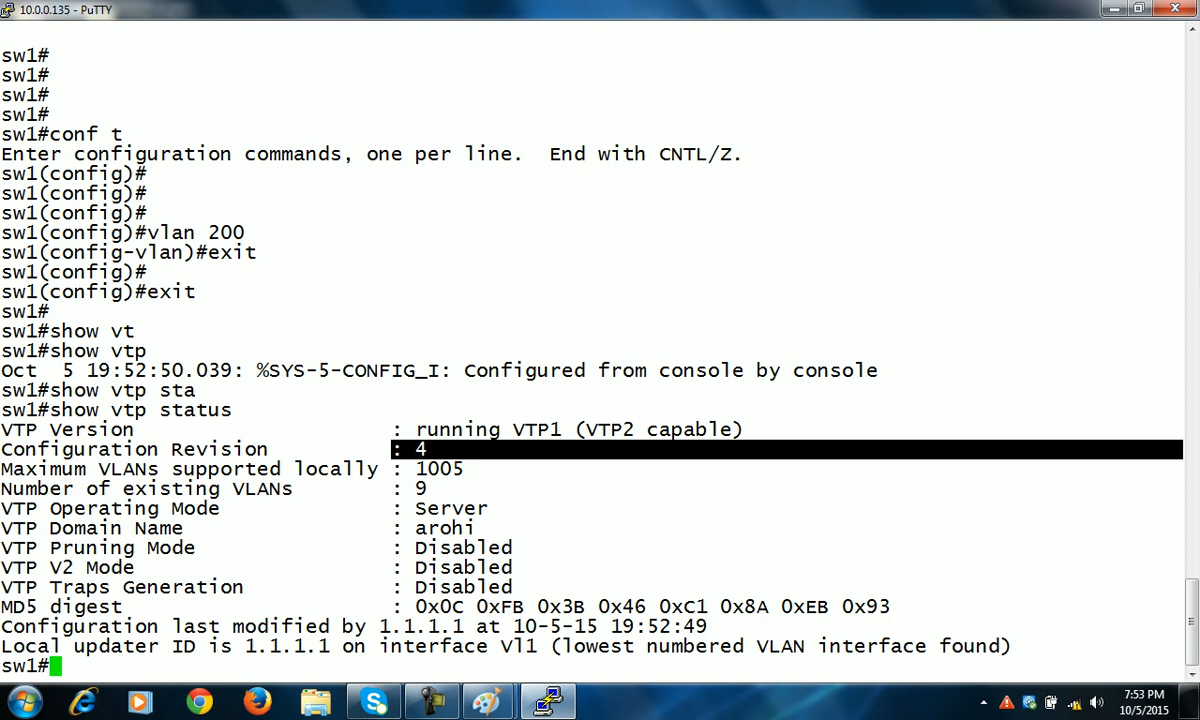 10.0.0.135 - PuTTY
sw1#
sw1#
sw1#
sw1#
sw1#conf t
Enter configuration commands, one per line.  End with CNTL/Z.
sw1(config)#
sw1(config)#
sw1(config)#
sw1(config)#vlan 200
sw1(config-vlan)#exit
sw1(config)#
sw1(config)#exit
sw1#
sw1#show vt
sw1#show vtp
Oct  5 19:52:50.039: %SYS-5-CONFIG_I: Configured from console by console
sw1#show vtp sta
sw1#show vtp status
VTP Version                     : running VTP1 (VTP2 capable)
Configuration Revision          : 4
Maximum VLANs supported locally : 1005
Number of existing VLANs        : 9
VTP Operating Mode              : Server
VTP Domain Name                 : arohi
VTP Pruning Mode                : Disabled
VTP V2 Mode                     : Disabled
VTP Traps Generation            : Disabled
MD5 digest                      : 0x0C 0xFB 0x3B 0x46 0xC1 0x8A 0xEB 0x93
Configuration last modified by 1.1.1.1 at 10-5-15 19:52:49
Local updater ID is 1.1.1.1 on interface Vl1 (lowest numbered VLAN interface found)
sw1#
7:53 PM
10/5/2015